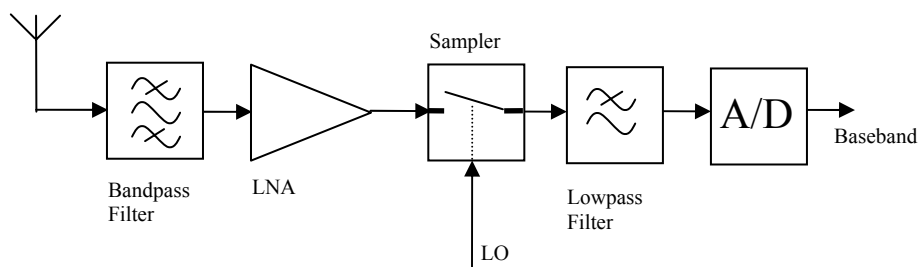 Sampler
A/D
Baseband
Bandpass
Filter
LNA
Lowpass
Filter
LO